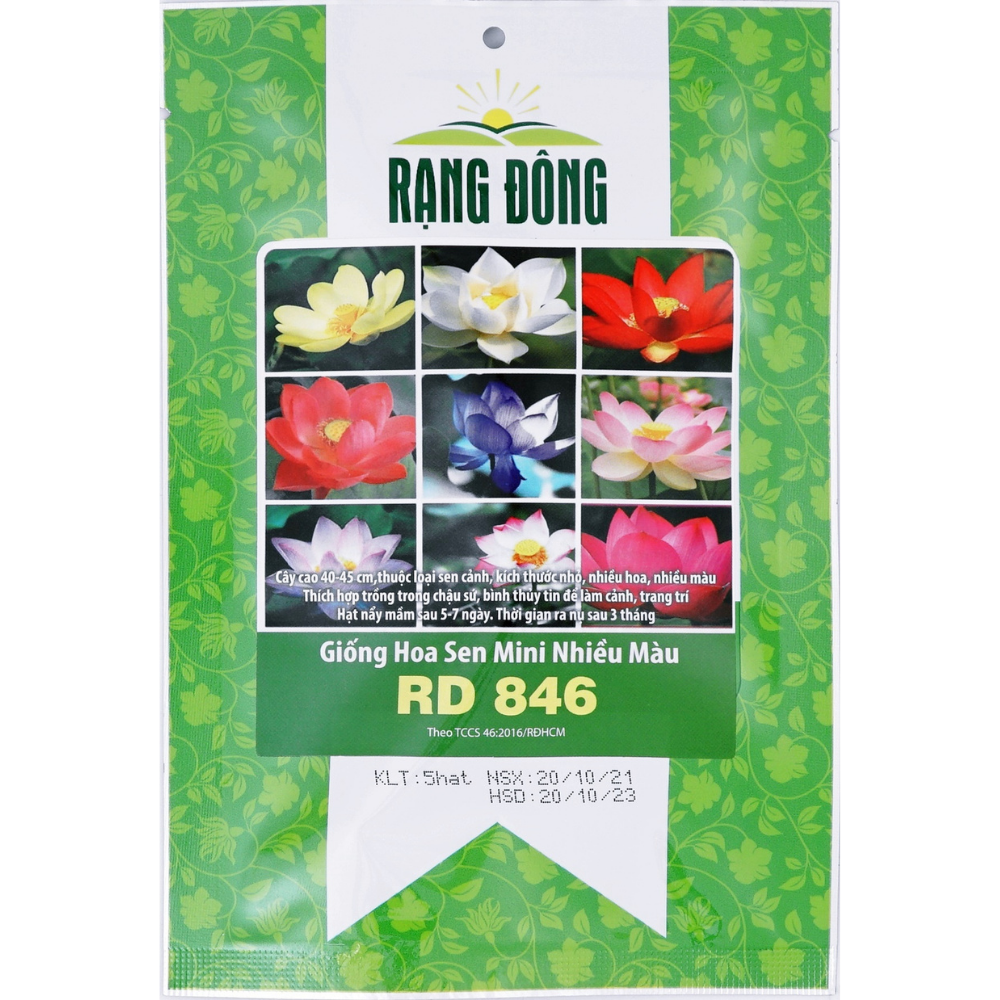 RẠNG ĐÔNG
Cây cao 40-45 cm,thuộc loại sen cảnh, kích thước nhỏ, nhiều hoa, nhiều màu
Thích hợp trồng trong chậu sứ, bình thủy tin để làm cảnh, trang trí
Hạt nẩy mầm sau 5-7 ngày. Thời gian ra nụ sau 3 tháng
Giống Hoa Sen Mini Nhiều Màu
RD 846
Theo TCCS 46:2016/RĐHCM
KLT:5hat NSX:20/10/21
HSD:20/10/23